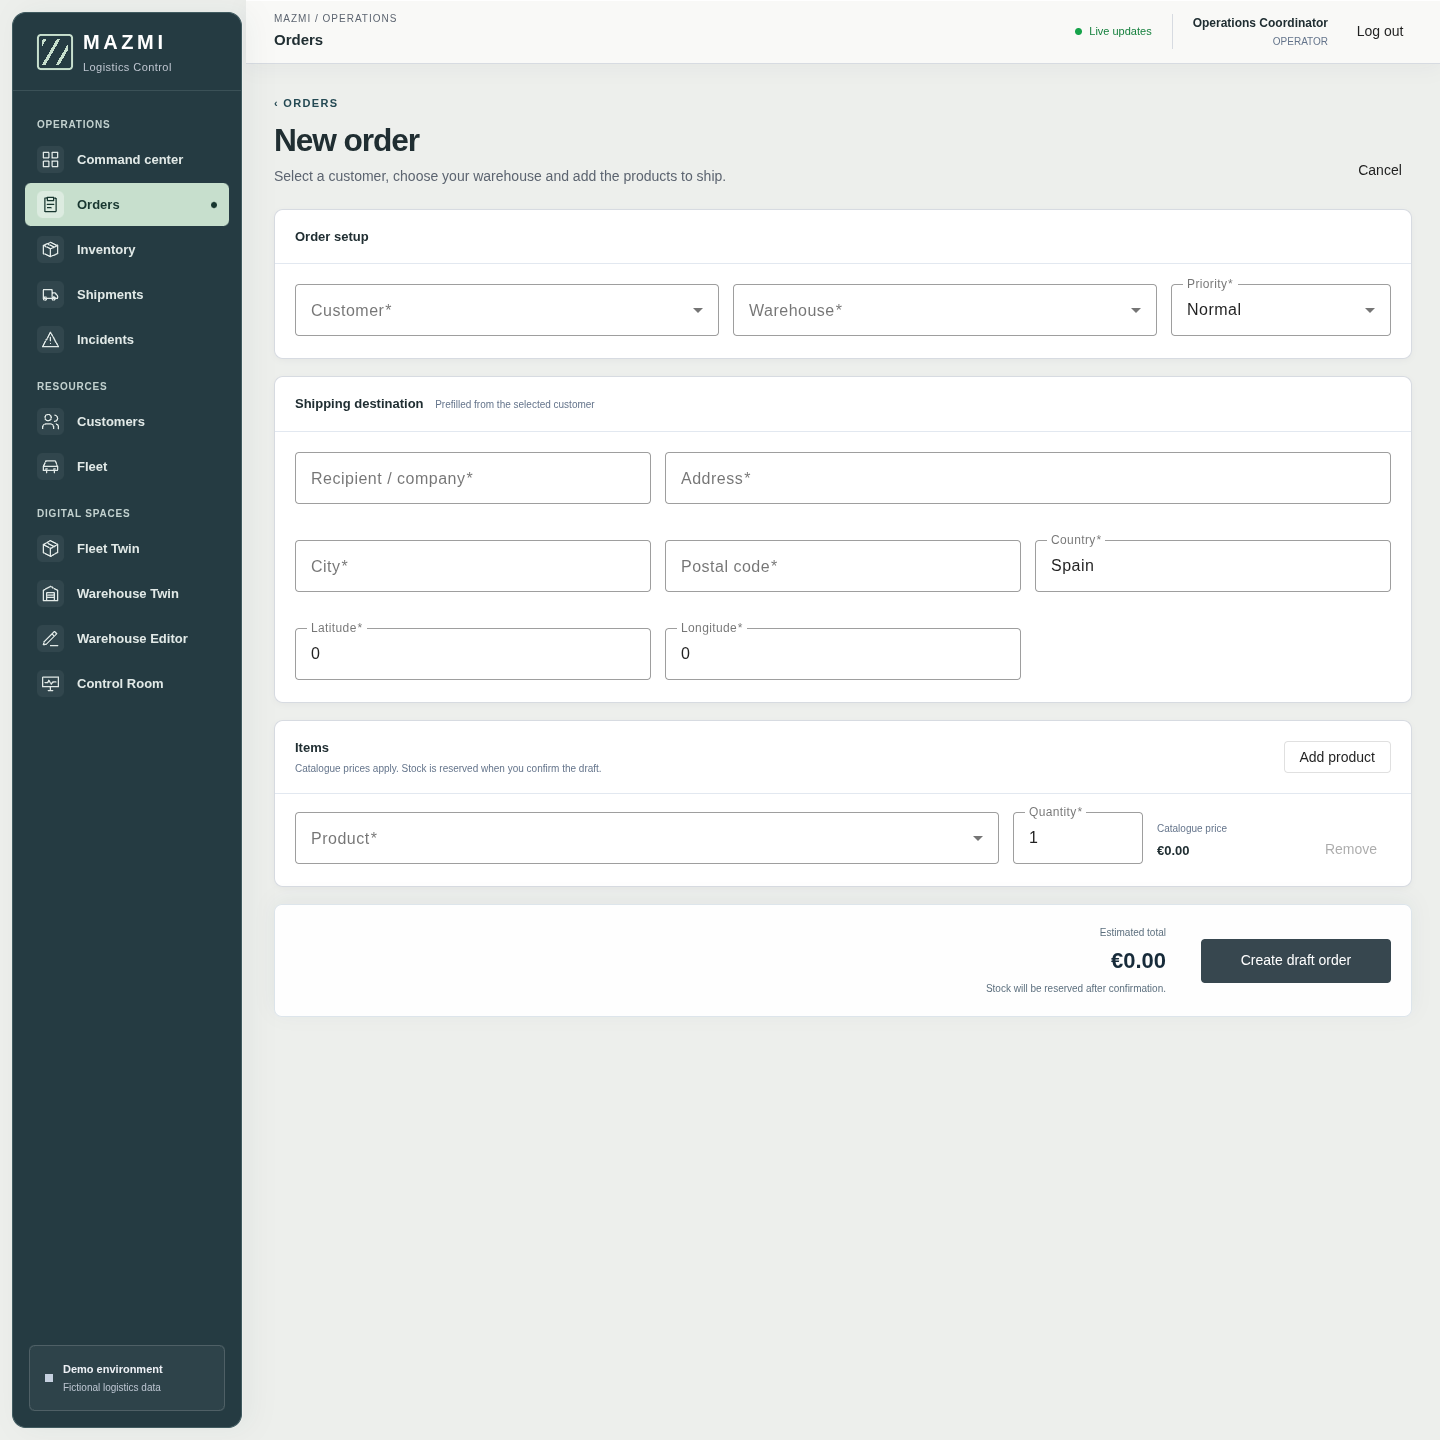 MAZMI
Logistics Control
OPERATIONS
Command center
Orders
Inventory
Shipments
Incidents
RESOURCES
Customers
Fleet
DIGITAL SPACES
Fleet Twin
Warehouse Twin
Warehouse Editor
Control Room
Demo environment
Fictional logistics data
MAZMI / OPERATIONS
Orders
Live updates
Operations Coordinator
OPERATOR
Log out
‹ ORDERS
New order
Select a customer, choose your warehouse and add the products to ship.
Cancel
Order setup
Customer*
Warehouse*
Priority*
Normal
Shipping destination Prefilled from the selected customer
Recipient / company*
Address*
City*
Postal code*
Country*
Spain
Latitude*
0
Longitude*
0
Items
Catalogue prices apply. Stock is reserved when you confirm the draft.
Add product
Product*
Quantity*
1
Catalogue price
€0.00
Remove
Estimated total
€0.00
Stock will be reserved after confirmation.
Create draft order